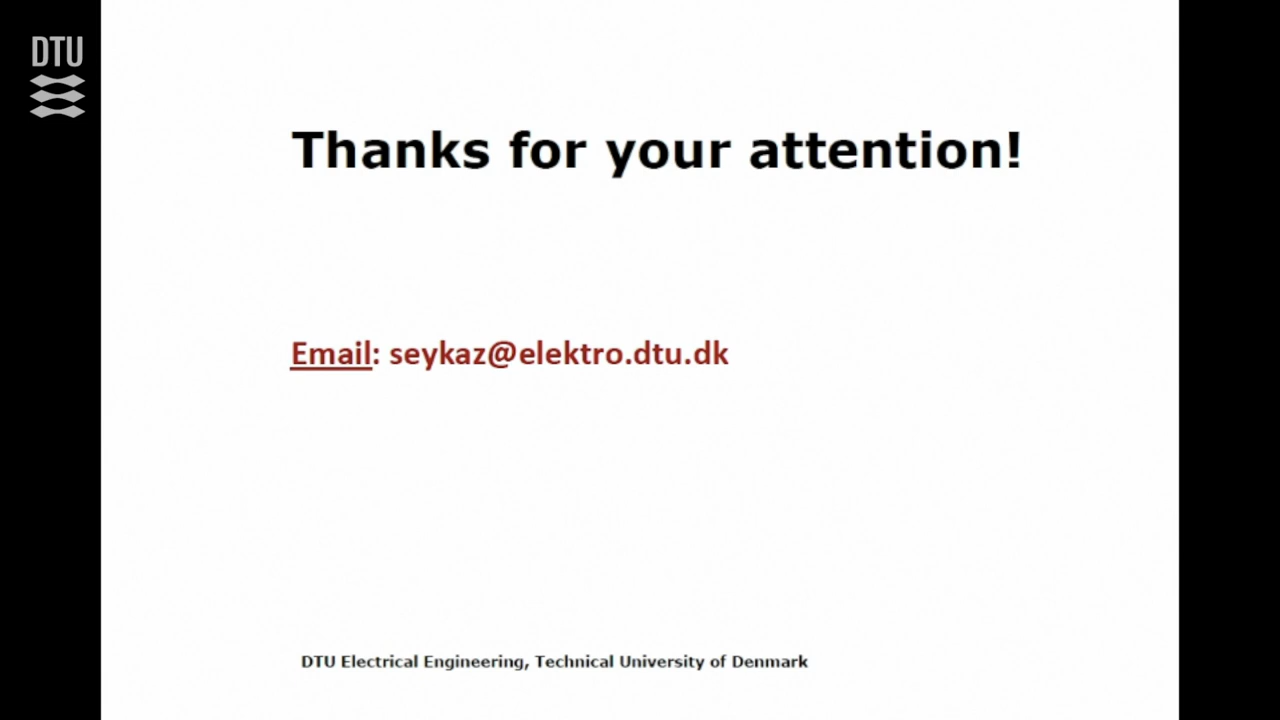 DTU
Thanks for your attention!
Email: seykaz@elektro.dtu.dk
DTU Electrical Engineering, Technical University of Denmark